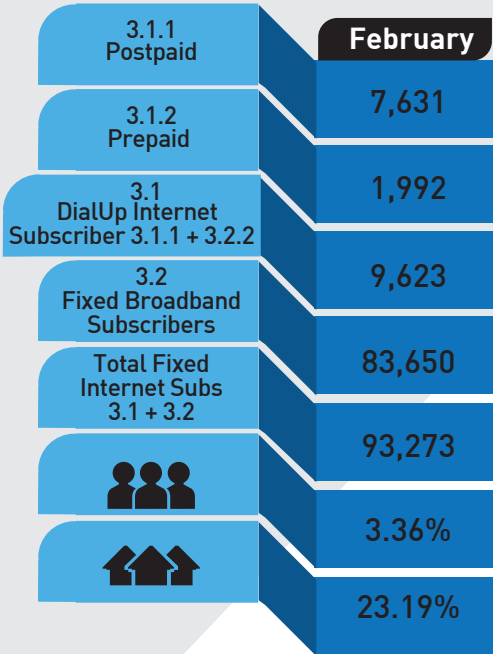 3.1.1
Postpaid
February
7,631
3.1.2
Prepaid
1,992
3.1
DialUp Internet
Subscriber 3.1.1 + 3.2.2
9,623
3.2
Fixed Broadband
Subscribers
83,650
Total Fixed
Internet Subs
3.1 + 3.2
93,273
3.36%
23.19%